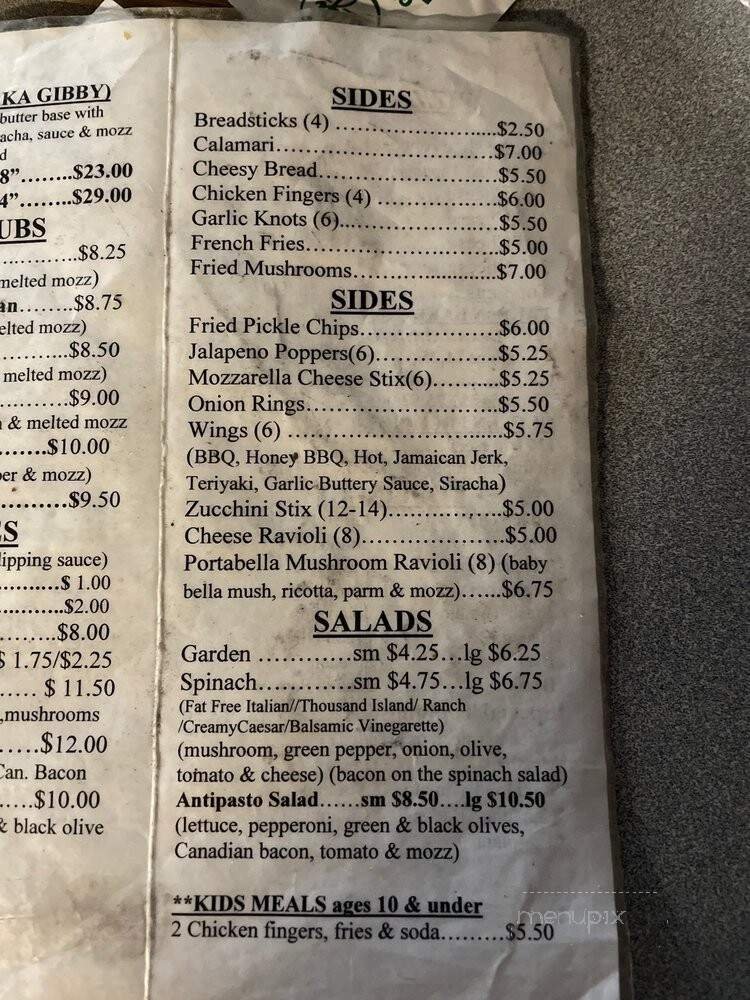 KA GIBBY)
butter base with
acha, sauce & mozz
d
8”........$23.00
4”........$29.00
UBS
..............$8.25
melted mozz)
an........$8.75
elted mozz)
............$8.50
melted mozz)
............$9.00
& melted mozz
........$10.00
per & mozz)
............$9.50
ES
dipping sauce)
............$ 1.00
............$2.00
.........$8.00
$ 1.75/$2.25
..... $ 11.50
,mushrooms
......$12.00
Can. Bacon
.....$10.00
& black olive
SIDES
Breadsticks (4) ........................$2.50
Calamari.................................$7.00
Cheesy Bread..........................$5.50
Chicken Fingers (4) .................$6.00
Garlic Knots (6)......................$5.50
French Fries............................$5.00
Fried Mushrooms.....................$7.00
SIDES
Fried Pickle Chips....................$6.00
Jalapeno Poppers(6)..................$5.25
Mozzarella Cheese Stix(6)..........$5.25
Onion Rings............................$5.50
Wings (6) ...............................$5.75
(BBQ, Honey BBQ, Hot, Jamaican Jerk,
Teriyaki, Garlic Buttery Sauce, Siracha)
Zucchini Stix (12-14)................$5.00
Cheese Ravioli (8)....................$5.00
Portabella Mushroom Ravioli (8) (baby
bella mush, ricotta, parm & mozz)......$6.75
SALADS
Garden ............sm $4.25...lg $6.25
Spinach............sm $4.75...lg $6.75
(Fat Free Italian//Thousand Island/ Ranch
/CreamyCaesar/Balsamic Vinegarette)
(mushroom, green pepper, onion, olive,
tomato & cheese) (bacon on the spinach salad)
Antipasto Salad......sm $8.50....lg $10.50
(lettuce, pepperoni, green & black olives,
Canadian bacon, tomato & mozz)
**KIDS MEALS ages 10 & under
2 Chicken fingers, fries & soda.........$5.50
menupix